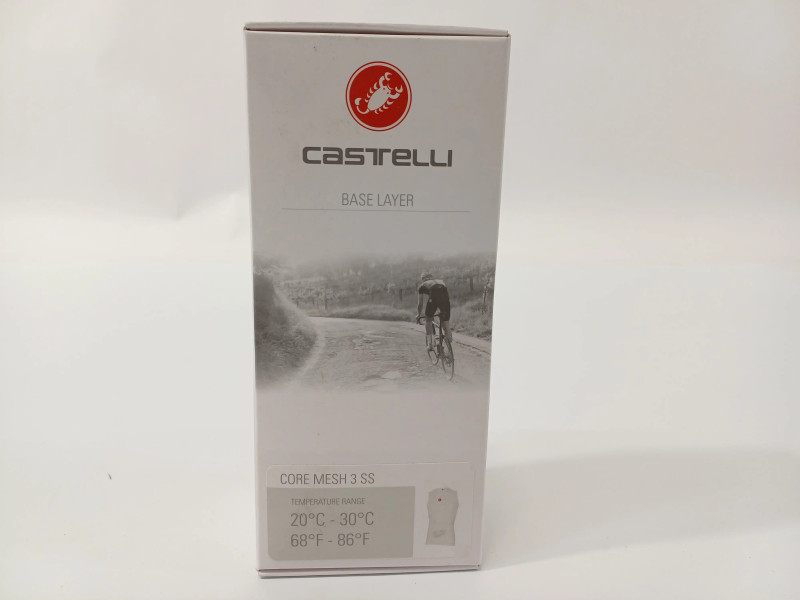 CASTELLI
BASE LAYER
CORE MESH 3 SS
TEMPERATURE RANGE
20°C - 30°C
68°F - 86°F